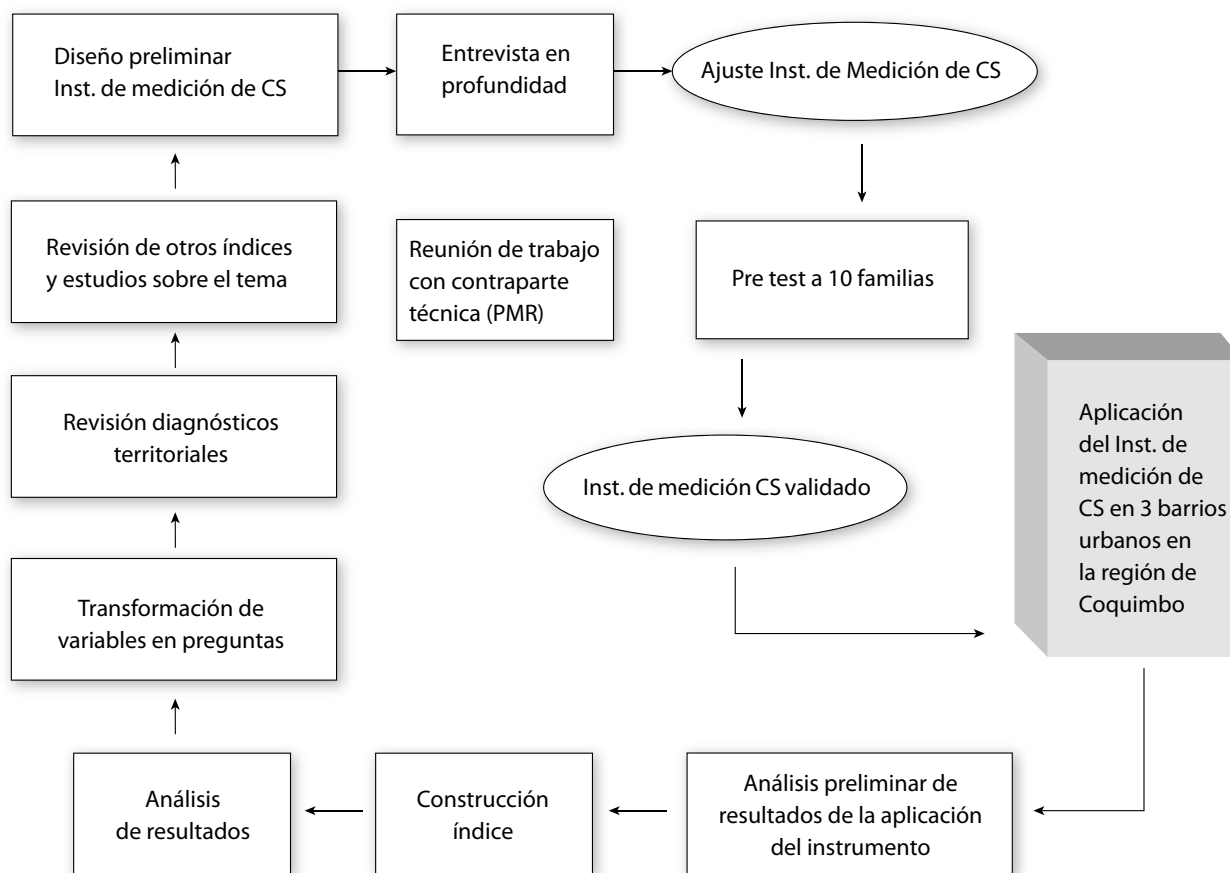 Diseño preliminar
Inst. de medición de CS
Entrevista en
profundidad
Ajuste Inst. de Medición de CS
Revisión de otros índices
y estudios sobre el tema
Reunión de trabajo
con contraparte
técnica (PMR)
Pre test a 10 familias
Revisión diagnósticos
territoriales
Inst. de medición CS validado
Aplicación
del Inst. de
medición de
CS en 3 barrios
urbanos en
la región de
Coquimbo
Transformación de
variables en preguntas
Análisis
de resultados
Construcción
índice
Análisis preliminar de
resultados de la aplicación
del instrumento